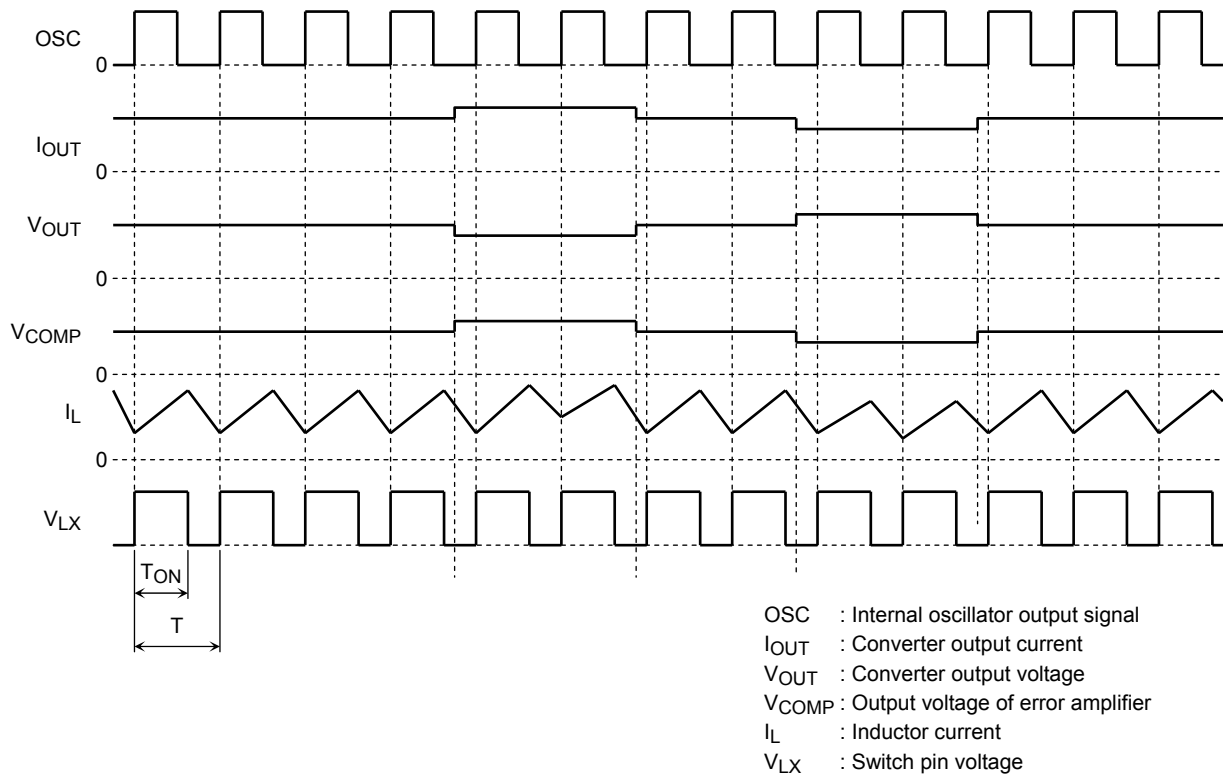 OSC
0
IOUT
0
VOUT
0
VCOMP
0
IL
0
VLX
TON
T
OSC : Internal oscillator output signal
IOUT : Converter output current
VOUT : Converter output voltage
VCOMP : Output voltage of error amplifier
IL : Inductor current
VLX : Switch pin voltage